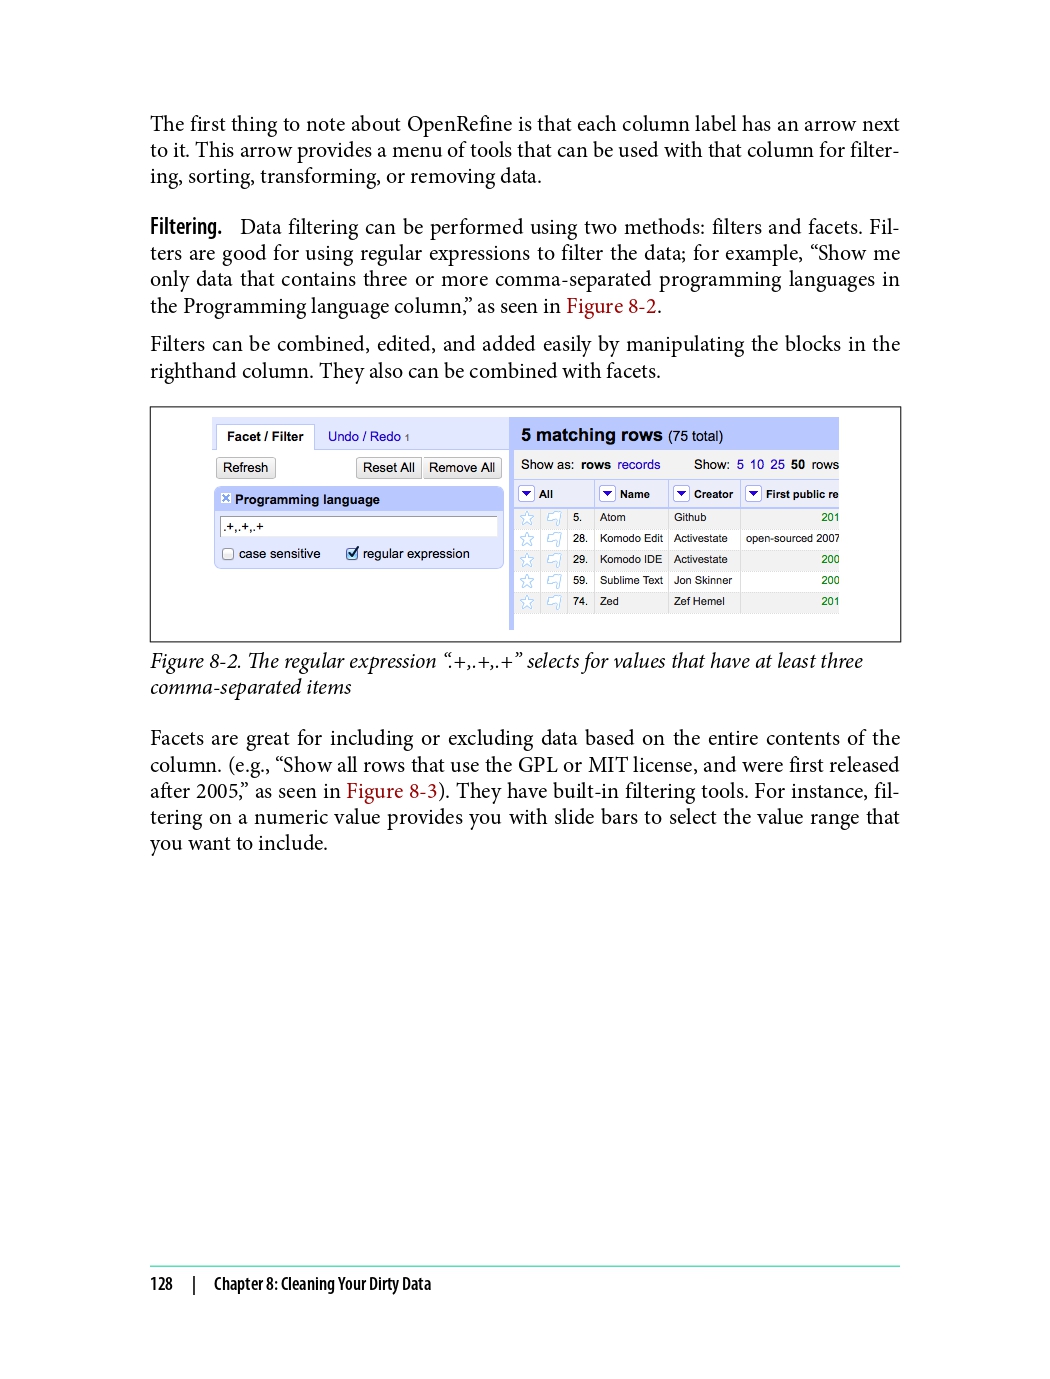 The first thing to note about OpenRefine is that each column label has an arrow next
to it. This arrow provides a menu of tools that can be used with that column for filter-
ing, sorting, transforming, or removing data.
Filtering. Data filtering can be performed using two methods: filters and facets. Fil-
ters are good for using regular expressions to filter the data; for example, “Show me
only data that contains three or more comma-separated programming languages in
the Programming language column,” as seen in Figure 8-2.
Filters can be combined, edited, and added easily by manipulating the blocks in the
righthand column. They also can be combined with facets.
Facet / Filter Undo / Redo 1
Refresh Reset All Remove All
Programming language
.+,.+,.+
case sensitive regular expression
5 matching rows (75 total)
Show as: rows records Show: 5 10 25 50 rows
All Name Creator First public re
5. Atom Github 201
28. Komodo Edit Activestate open-sourced 2007
29. Komodo IDE Activestate 200
59. Sublime Text Jon Skinner 200
74. Zed Zef Hemel 201
Figure 8-2. The regular expression “.+,.+,.+” selects for values that have at least three
comma-separated items
Facets are great for including or excluding data based on the entire contents of the
column. (e.g., “Show all rows that use the GPL or MIT license, and were first released
after 2005,” as seen in Figure 8-3). They have built-in filtering tools. For instance, fil-
tering on a numeric value provides you with slide bars to select the value range that
you want to include.
128 | Chapter 8: Cleaning Your Dirty Data